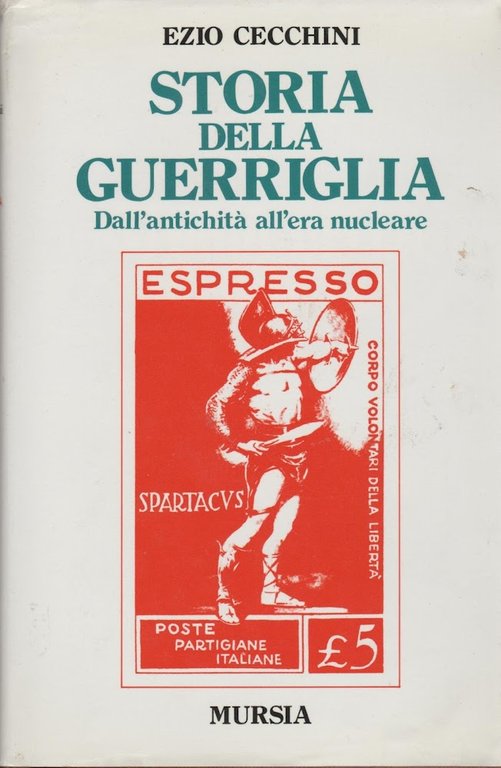 EZIO CECCHINI
STORIA
DELLA
GUERRIGLIA
Dall'antichità all'era nucleare
ESPRESSO
CORPO VOLONTARI DELLA LIBERTÀ
SPARTACVS
POSTE
PARTIGIANE
ITALIANE
£5
MURSIA